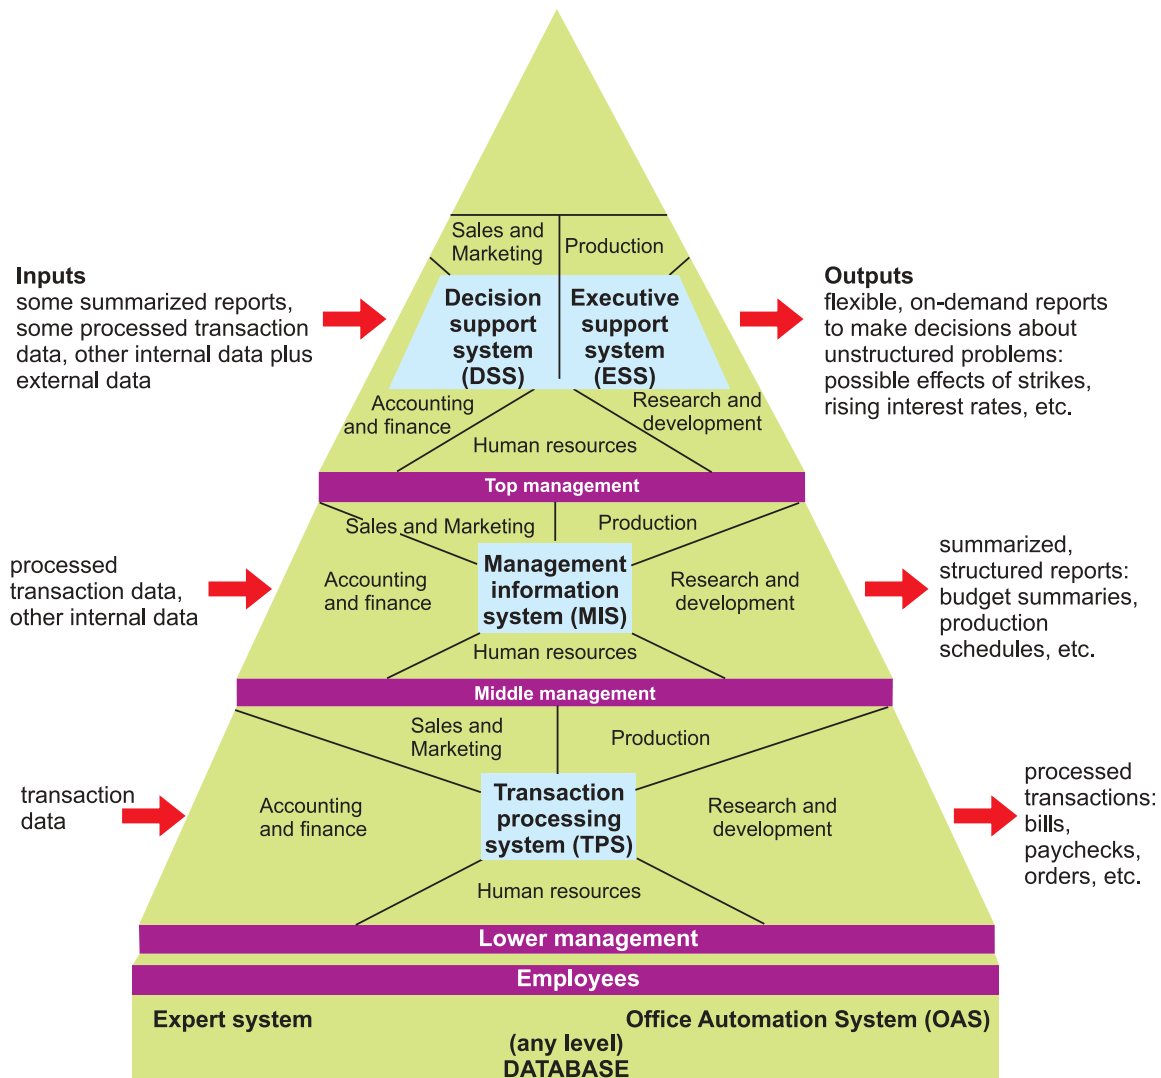 Sales and
Marketing
Production
Inputs
some summarized reports,
some processed transaction
data, other internal data plus
external data
Decision
support
system
(DSS)
Executive
support
system
(ESS)
Outputs
flexible, on-demand reports
to make decisions about
unstructured problems:
possible effects of strikes,
rising interest rates, etc.
Accounting
and finance
Human resources
Research and
development
Top management
Sales and Marketing
Production
processed
transaction data,
other internal data
Accounting
and finance
Management
information
system (MIS)
Research and
development
summarized,
structured reports:
budget summaries,
production
schedules, etc.
Human resources
Middle management
Sales and
Marketing
Production
transaction
data
Accounting
and finance
Transaction
processing
system (TPS)
Research and
development
processed
transactions:
bills,
paychecks,
orders, etc.
Human resources
Lower management
Employees
Expert system
Office Automation System (OAS)
(any level)
DATABASE